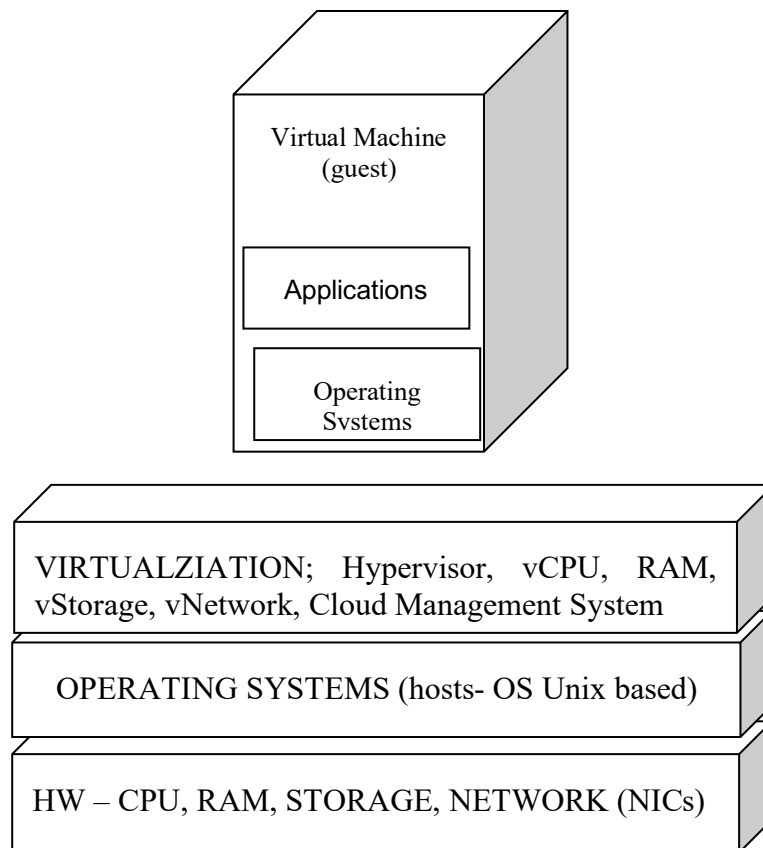 Virtual Machine
(guest)
Applications
Operating
Systems
VIRTUALZIATION; Hypervisor, vCPU, RAM,
vStorage, vNetwork, Cloud Management System
OPERATING SYSTEMS (hosts- OS Unix based)
HW – CPU, RAM, STORAGE, NETWORK (NICs)